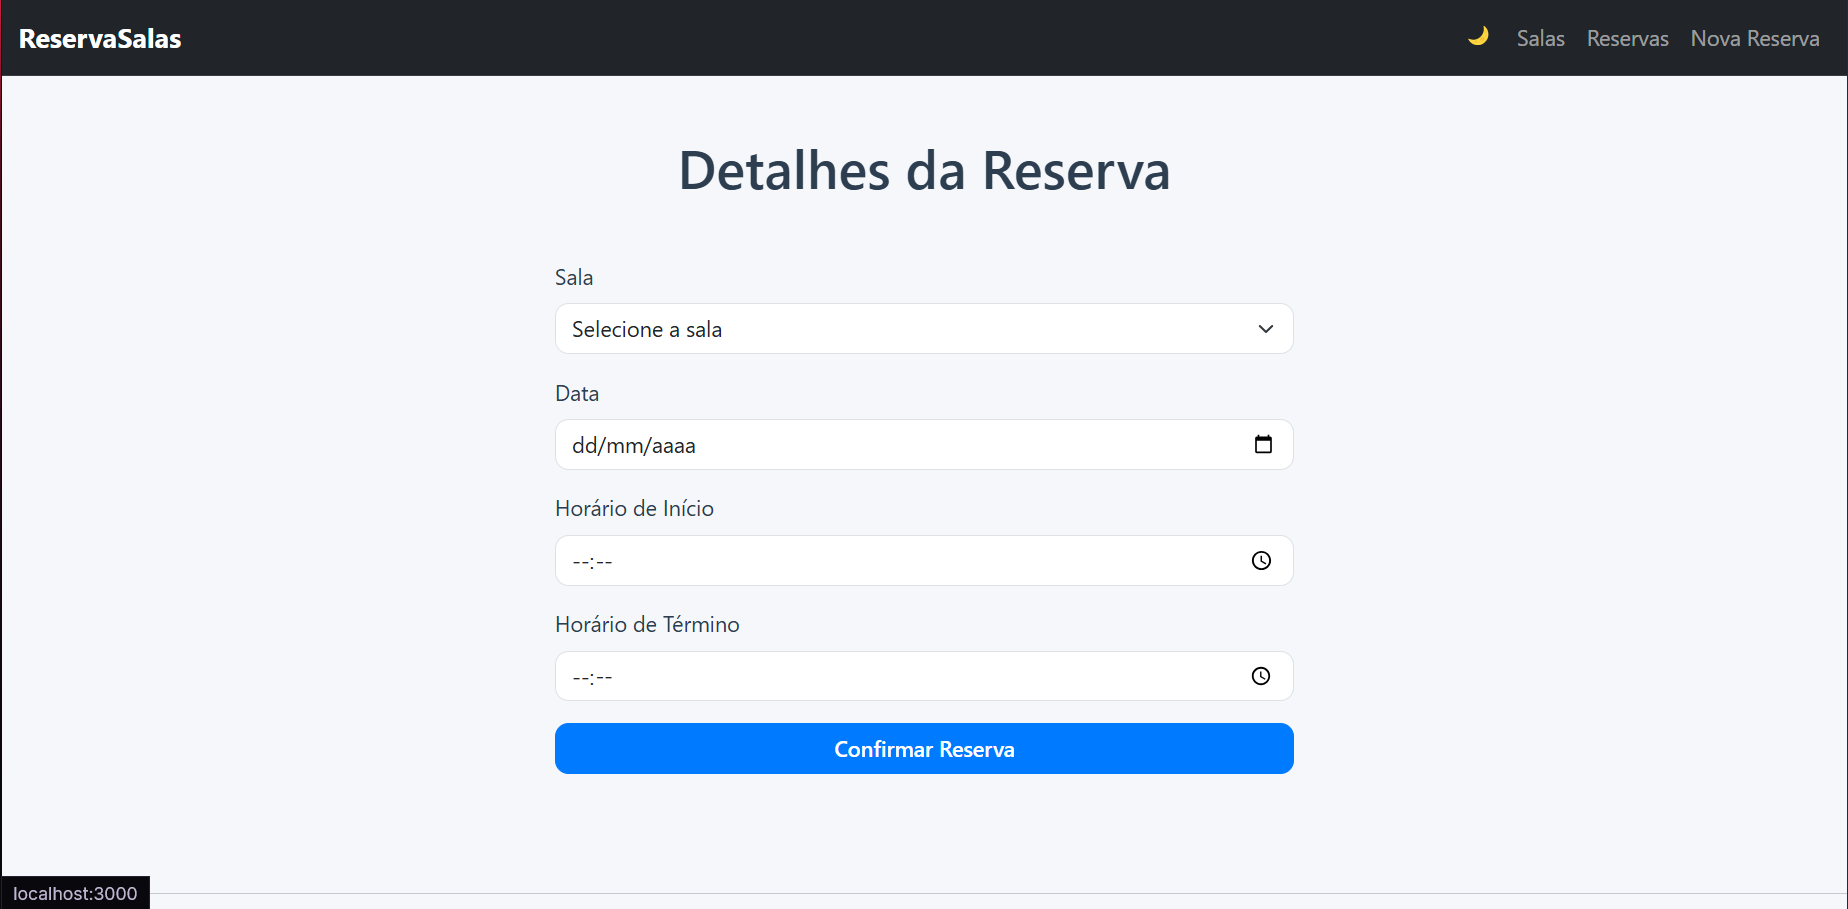 ReservaSalas
Salas
Reservas
Nova Reserva
Detalhes da Reserva
Sala
Selecione a sala
Data
dd/mm/aaaa
Horário de Início
--:--
Horário de Término
--:--
Confirmar Reserva
localhost:3000